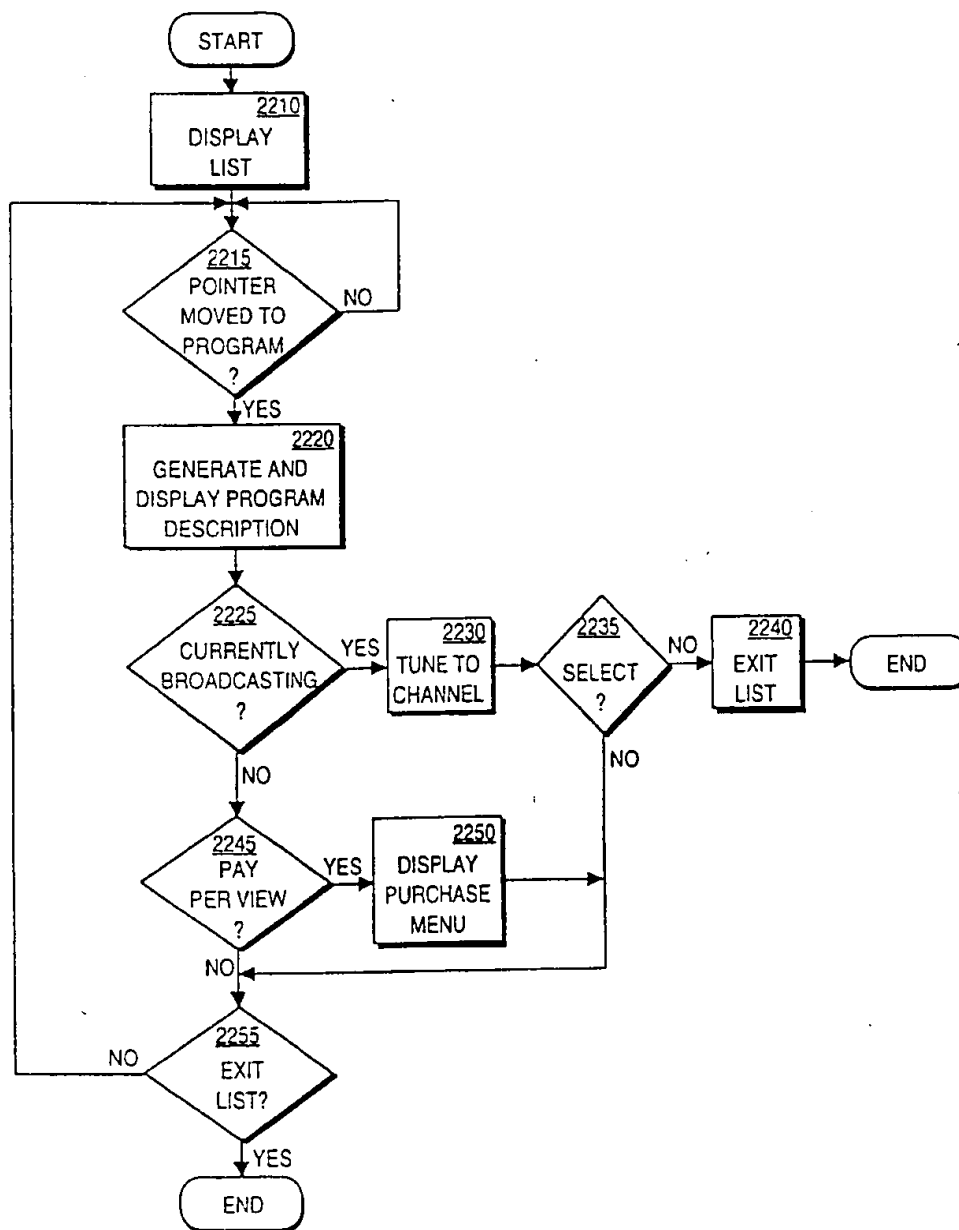 START
2210
DISPLAY
LIST
2215
POINTER
MOVED TO
PROGRAM
?
NO
YES
2220
GENERATE AND
DISPLAY PROGRAM
DESCRIPTION
2225
CURRENTLY
BROADCASTING
?
YES
NO
2230
TUNE TO
CHANNEL
2235
SELECT
?
NO
NO
2240
EXIT
LIST
END
2245
PAY
PER VIEW
?
YES
NO
2250
DISPLAY
PURCHASE
MENU
2255
EXIT
LIST?
NO
YES
END